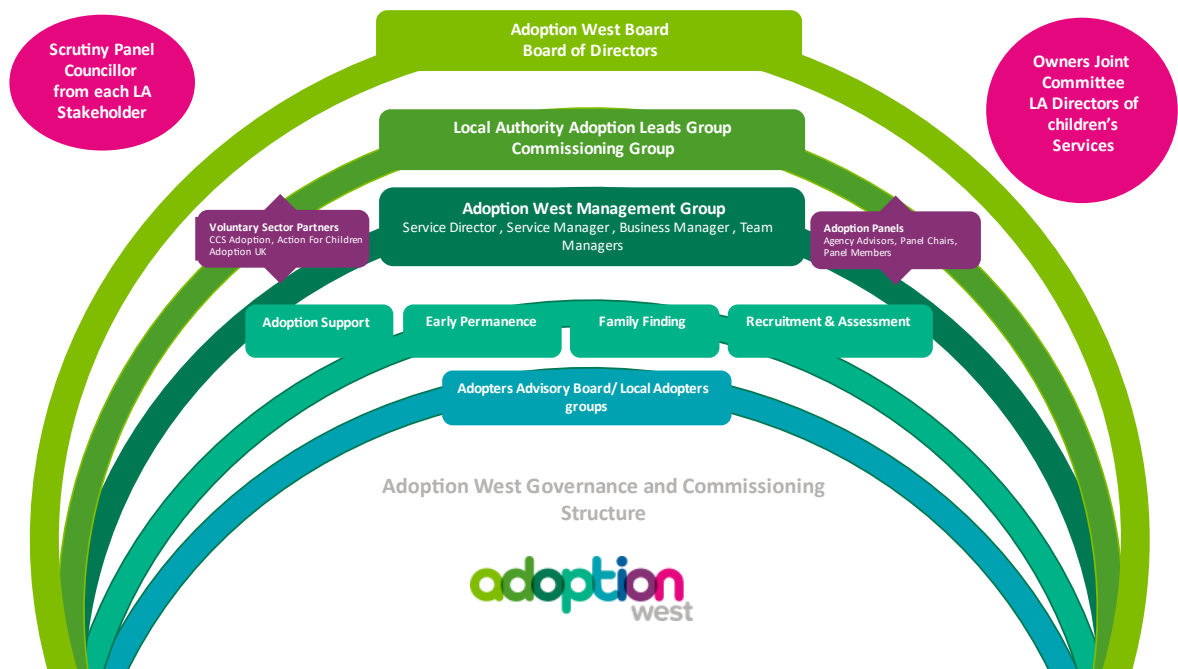 Scrutiny Panel
Councillor
from each LA
Stakeholder
Adoption West Board
Board of Directors
Owners Joint
Committee
LA Directors of
children’s
Services
Local Authority Adoption Leads Group
Commissioning Group
Voluntary Sector Partners
CCS Adoption, Action For Children
Adoption UK
Adoption West Management Group
Service Director , Service Manager , Business Manager , Team
Managers
Adoption Panels
Agency Advisors, Panel Chairs,
Panel Members
Adoption Support
Early Permanence
Family Finding
Recruitment & Assessment
Adopters Advisory Board/ Local Adopters
groups
Adoption West Governance and Commissioning
Structure
adoption
west